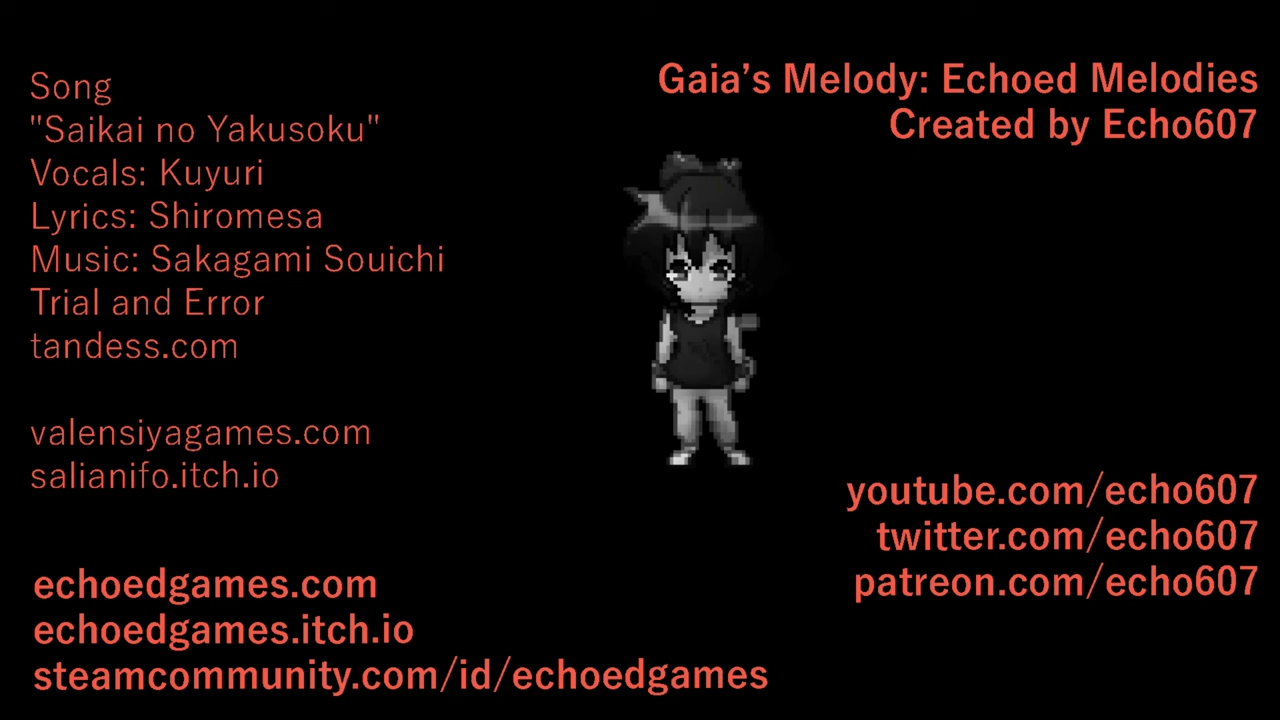 Song
"Saikai no Yakusoku"
Vocals: Kuyuri
Lyrics: Shiromesa
Music: Sakagami Souichi
Trial and Error
tandess.com
valensiyagames.com
salianifo.itch.io
echoedgames.com
echoedgames.itch.io
steamcommunity.com/id/echoedgames
Gaia’s Melody: Echoed Melodies
Created by Echo607
youtube.com/echo607
twitter.com/echo607
patreon.com/echo607